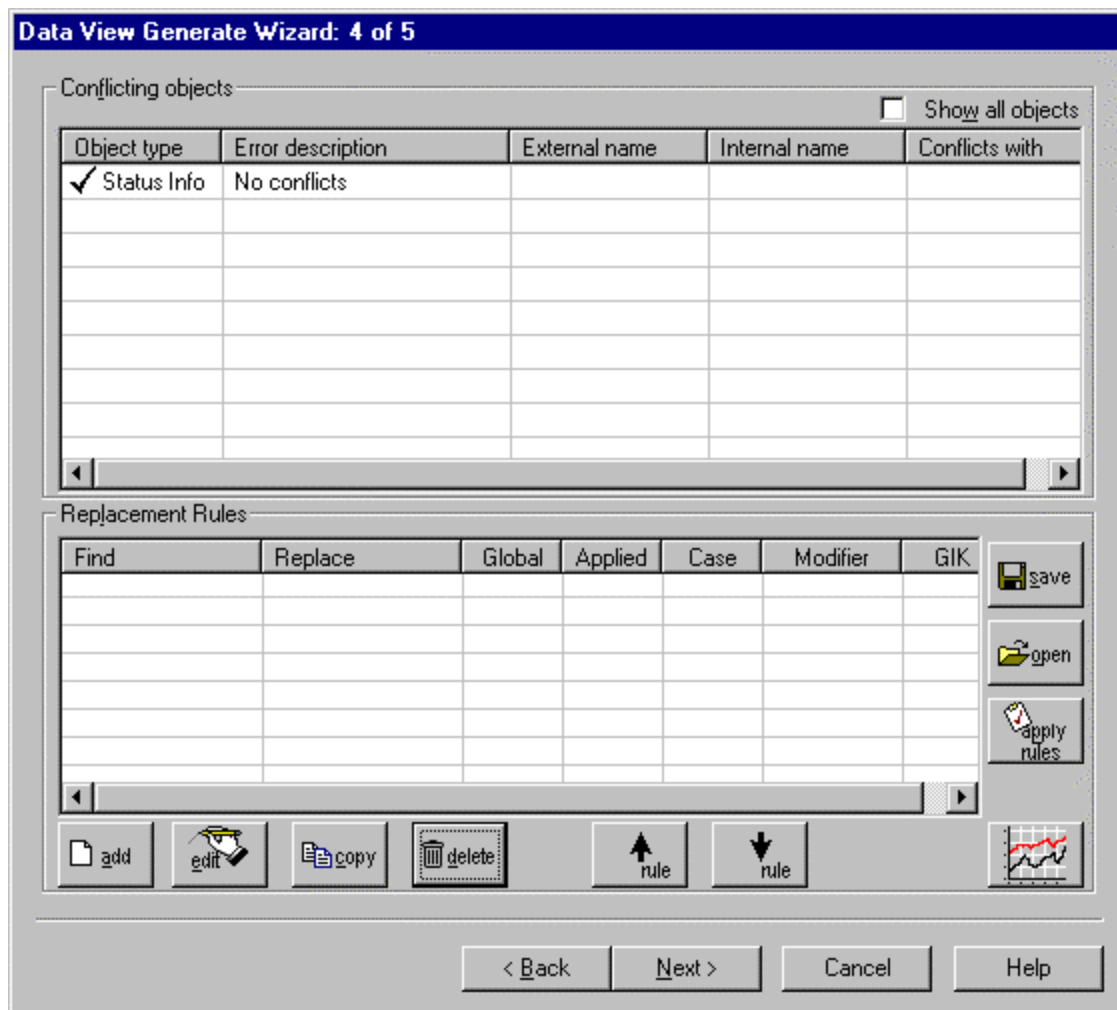 Data View Generate Wizard: 4 of 5
Conflicting objects
Show all objects
Object type Error description External name Internal name Conflicts with
Status Info No conflicts
Replacement Rules
Find Replace Global Applied Case Modifier GIK
save
open
apply
rules
add edit copy delete rule rule
< Back Next > Cancel Help